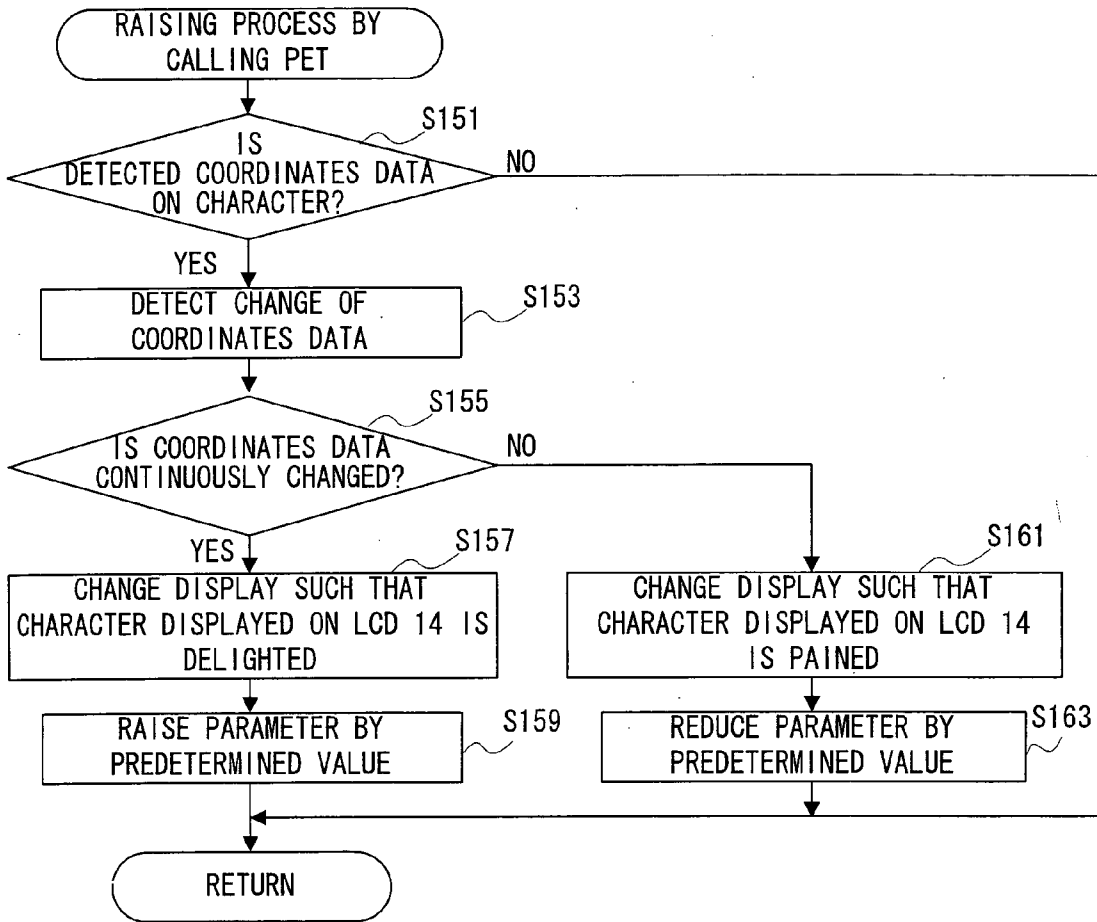 RAISING PROCESS BY
CALLING PET
S151
IS
DETECTED COORDINATES DATA
ON CHARACTER?
NO
YES
DETECT CHANGE OF
COORDINATES DATA
S153
S155
IS COORDINATES DATA
CONTINUOUSLY CHANGED?
NO
YES
S157
CHANGE DISPLAY SUCH THAT
CHARACTER DISPLAYED ON LCD 14 IS
DELIGHTED
S161
CHANGE DISPLAY SUCH THAT
CHARACTER DISPLAYED ON LCD 14
IS PAINED
RAISE PARAMETER BY
PREDETERMINED VALUE
S159
REDUCE PARAMETER BY
PREDETERMINED VALUE
S163
RETURN